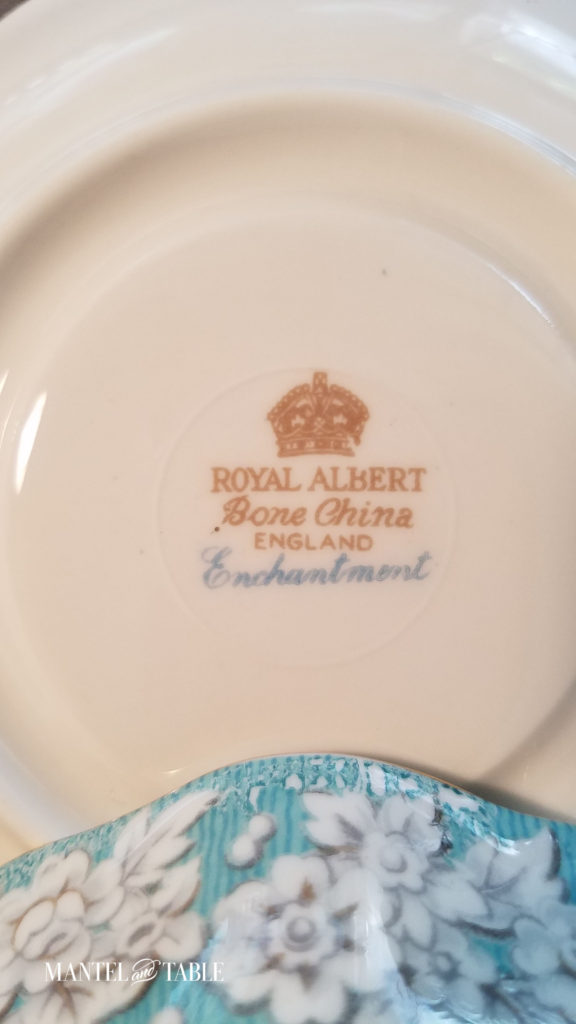 ROYAL ALBERT
Bone China
ENGLAND
Enchantment
MANTEL and TABLE